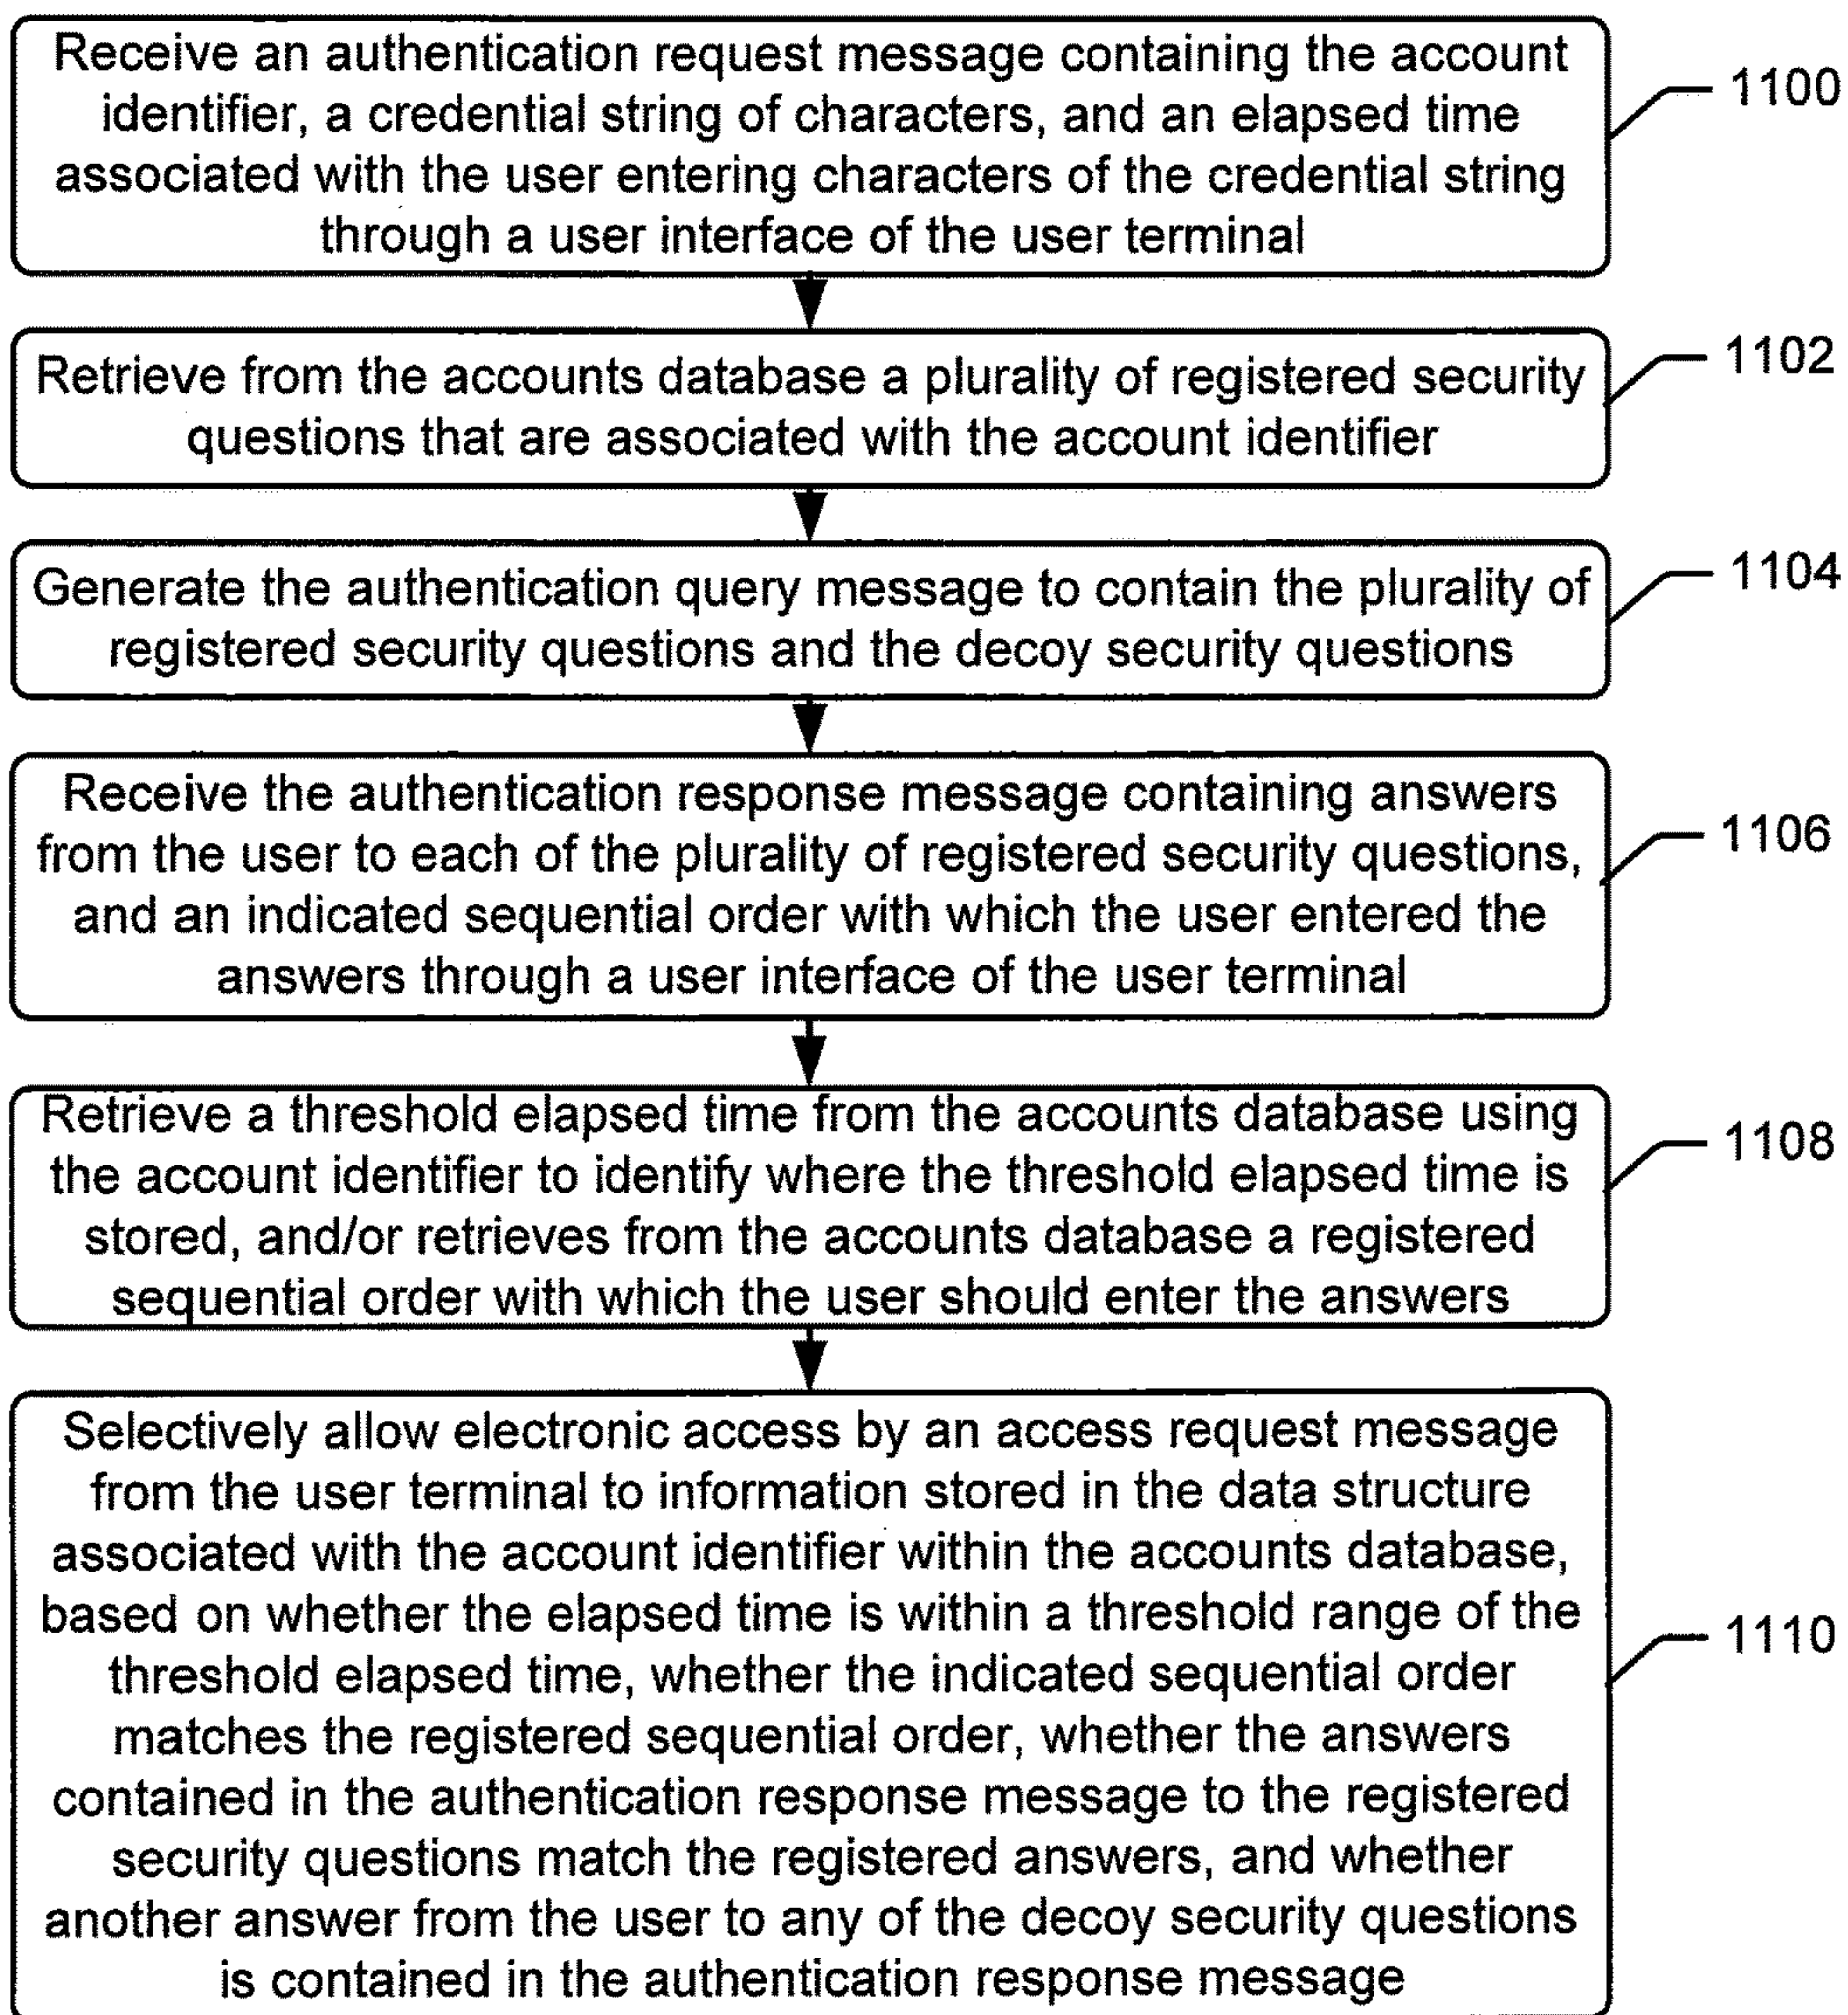 Receive an authentication request message containing the account
identifier, a credential string of characters, and an elapsed time
associated with the user entering characters of the credential string
through a user interface of the user terminal
1100
Retrieve from the accounts database a plurality of registered security
questions that are associated with the account identifier
1102
Generate the authentication query message to contain the plurality of
registered security questions and the decoy security questions
1104
Receive the authentication response message containing answers
from the user to each of the plurality of registered security questions,
and an indicated sequential order with which the user entered the
answers through a user interface of the user terminal
1106
Retrieve a threshold elapsed time from the accounts database using
the account identifier to identify where the threshold elapsed time is
stored, and/or retrieves from the accounts database a registered
sequential order with which the user should enter the answers
1108
Selectively allow electronic access by an access request message
from the user terminal to information stored in the data structure
associated with the account identifier within the accounts database,
based on whether the elapsed time is within a threshold range of the
threshold elapsed time, whether the indicated sequential order
matches the registered sequential order, whether the answers
contained in the authentication response message to the registered
security questions match the registered answers, and whether
another answer from the user to any of the decoy security questions
is contained in the authentication response message
1110